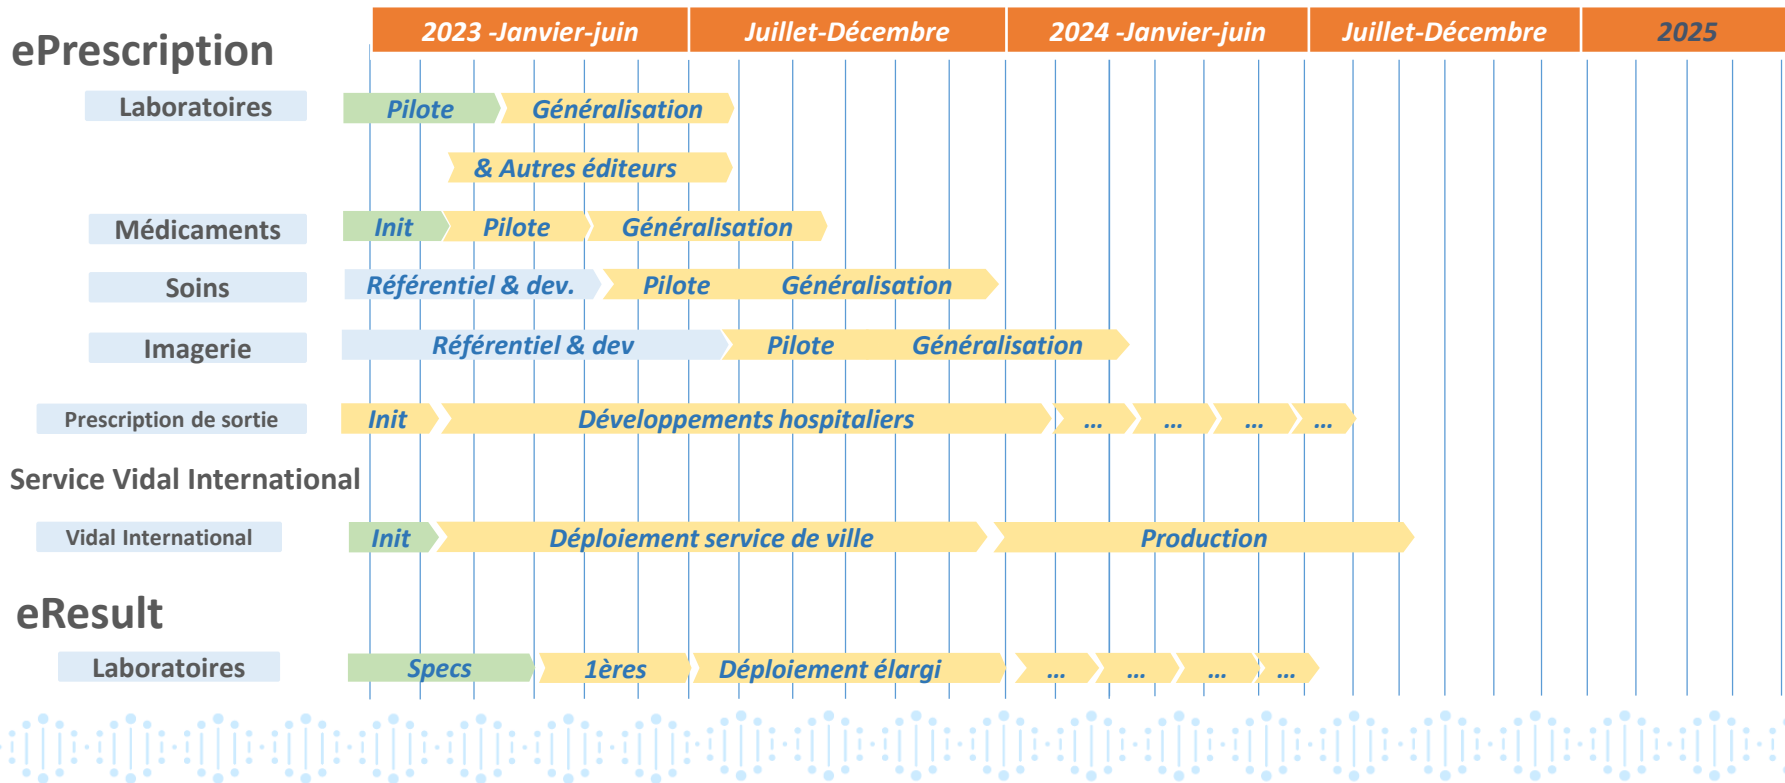 2023 -Janvier-juin Juillet-Décembre 2024 -Janvier-juin Juillet-Décembre 2025
ePrescription
Laboratoires Pilote Généralisation
& Autres éditeurs
Médicaments Init Pilote Généralisation
Soins Référentiel & dev. Pilote Généralisation
Imagerie Référentiel & dev Pilote Généralisation
Prescription de sortie Init Développements hospitaliers ... ... ... ...
Service Vidal International
Vidal International Init Déploiement service de ville Production
eResult
Laboratoires Specs 1ères Déploiement élargi ... ... ... ...